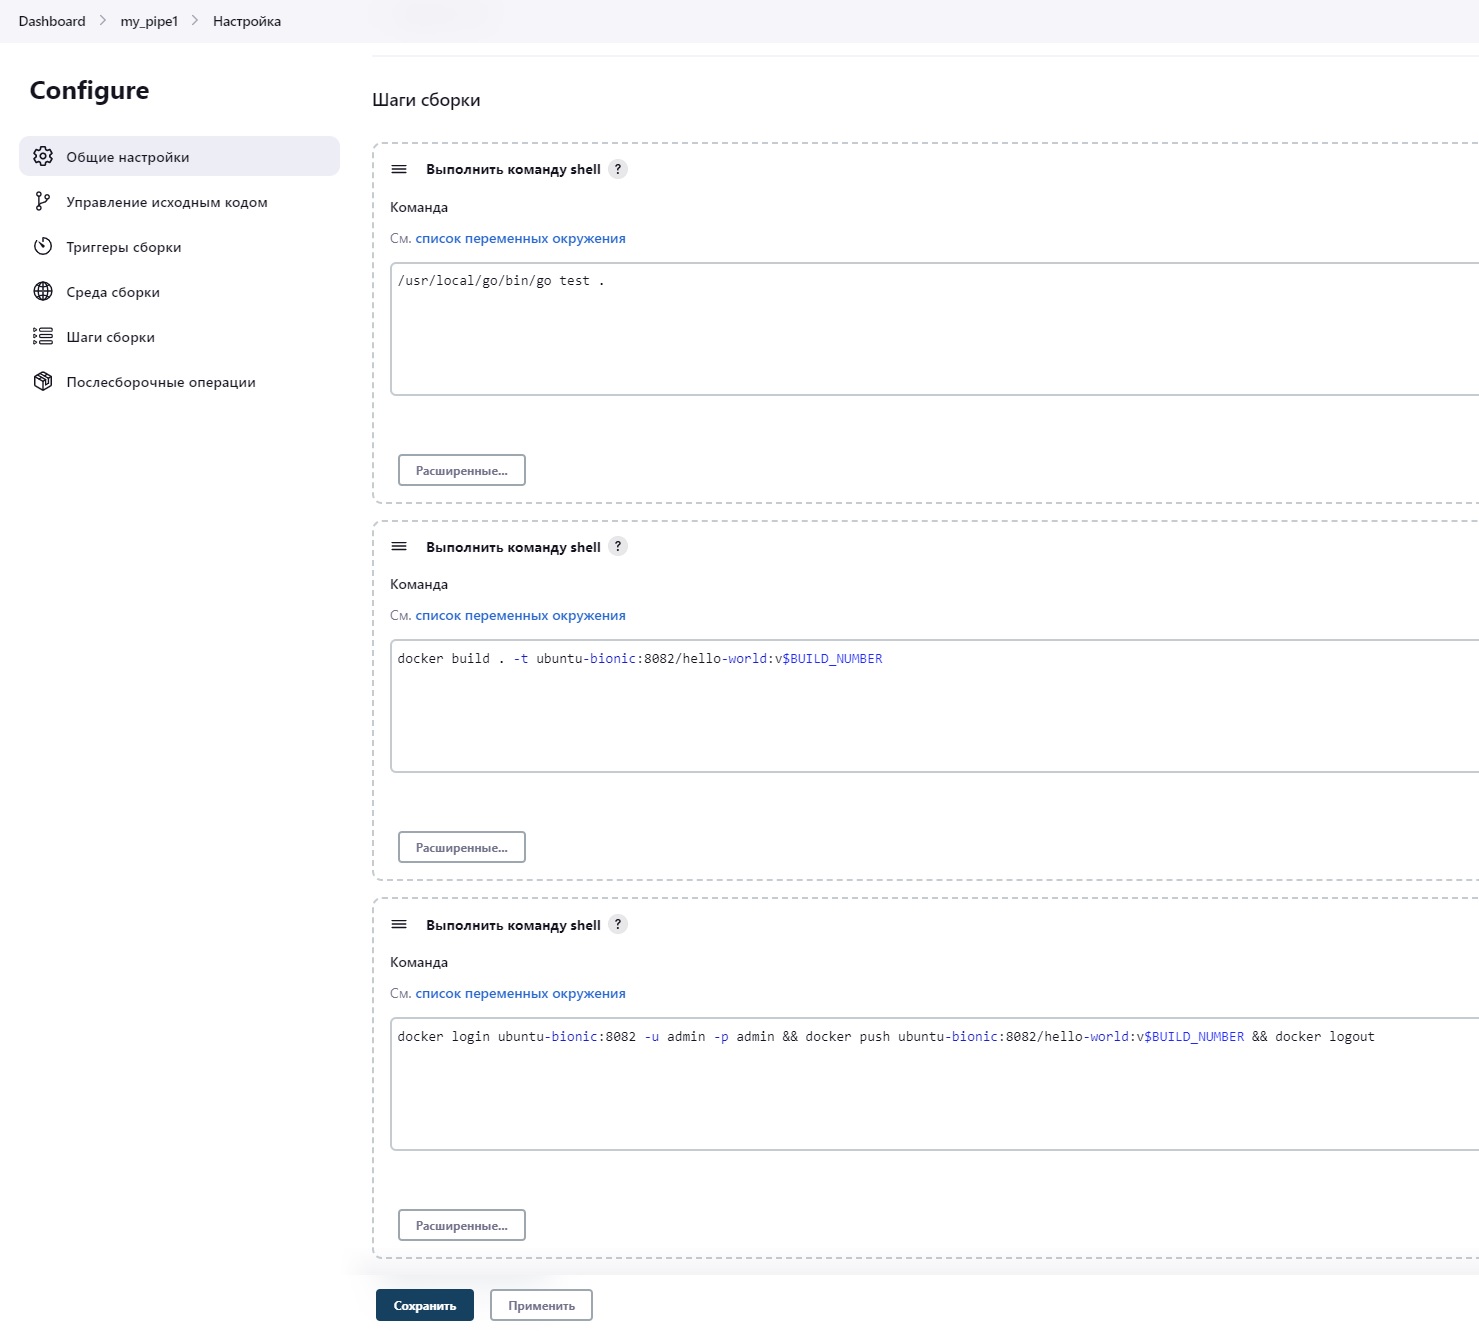 Dashboard > my_pipe1 > Настройка
Configure
Общие настройки
Управление исходным кодом
Триггеры сборки
Среда сборки
Шаги сборки
Послесборочные операции
Шаги сборки
Выполнить команду shell ?
Команда
См. список переменных окружения
/usr/local/go/bin/go test .
Расширенные...
Выполнить команду shell ?
Команда
См. список переменных окружения
docker build . -t ubuntu-bionic:8082/hello-world:v$BUILD_NUMBER
Расширенные...
Выполнить команду shell ?
Команда
См. список переменных окружения
docker login ubuntu-bionic:8082 -u admin -p admin && docker push ubuntu-bionic:8082/hello-world:v$BUILD_NUMBER && docker logout
Расширенные...
Сохранить
Применить